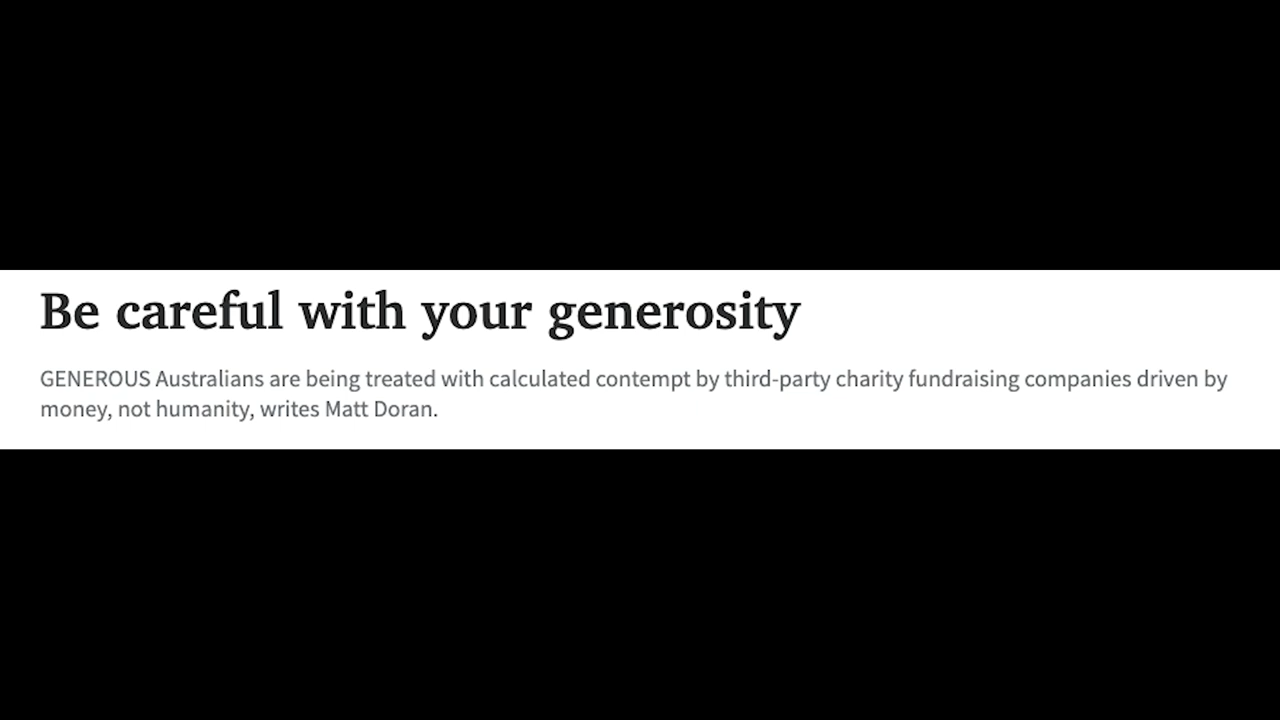 Be careful with your generosity
GENEROUS Australians are being treated with calculated contempt by third-party charity fundraising companies driven by
money, not humanity, writes Matt Doran.